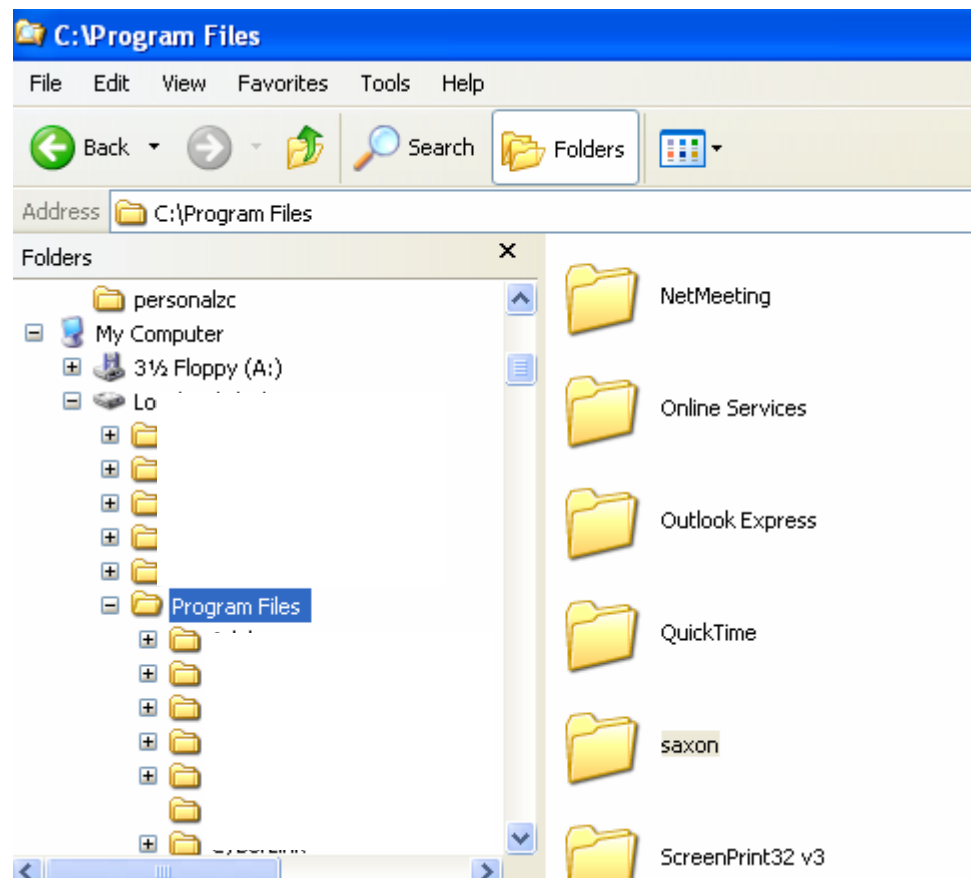 C:\Program Files
File Edit View Favorites Tools Help
Back Search Folders
Address C:\Program Files
Folders
personalzc
My Computer
3½ Floppy (A:)
Program Files
NetMeeting
Online Services
Outlook Express
QuickTime
saxon
ScreenPrint32 v3